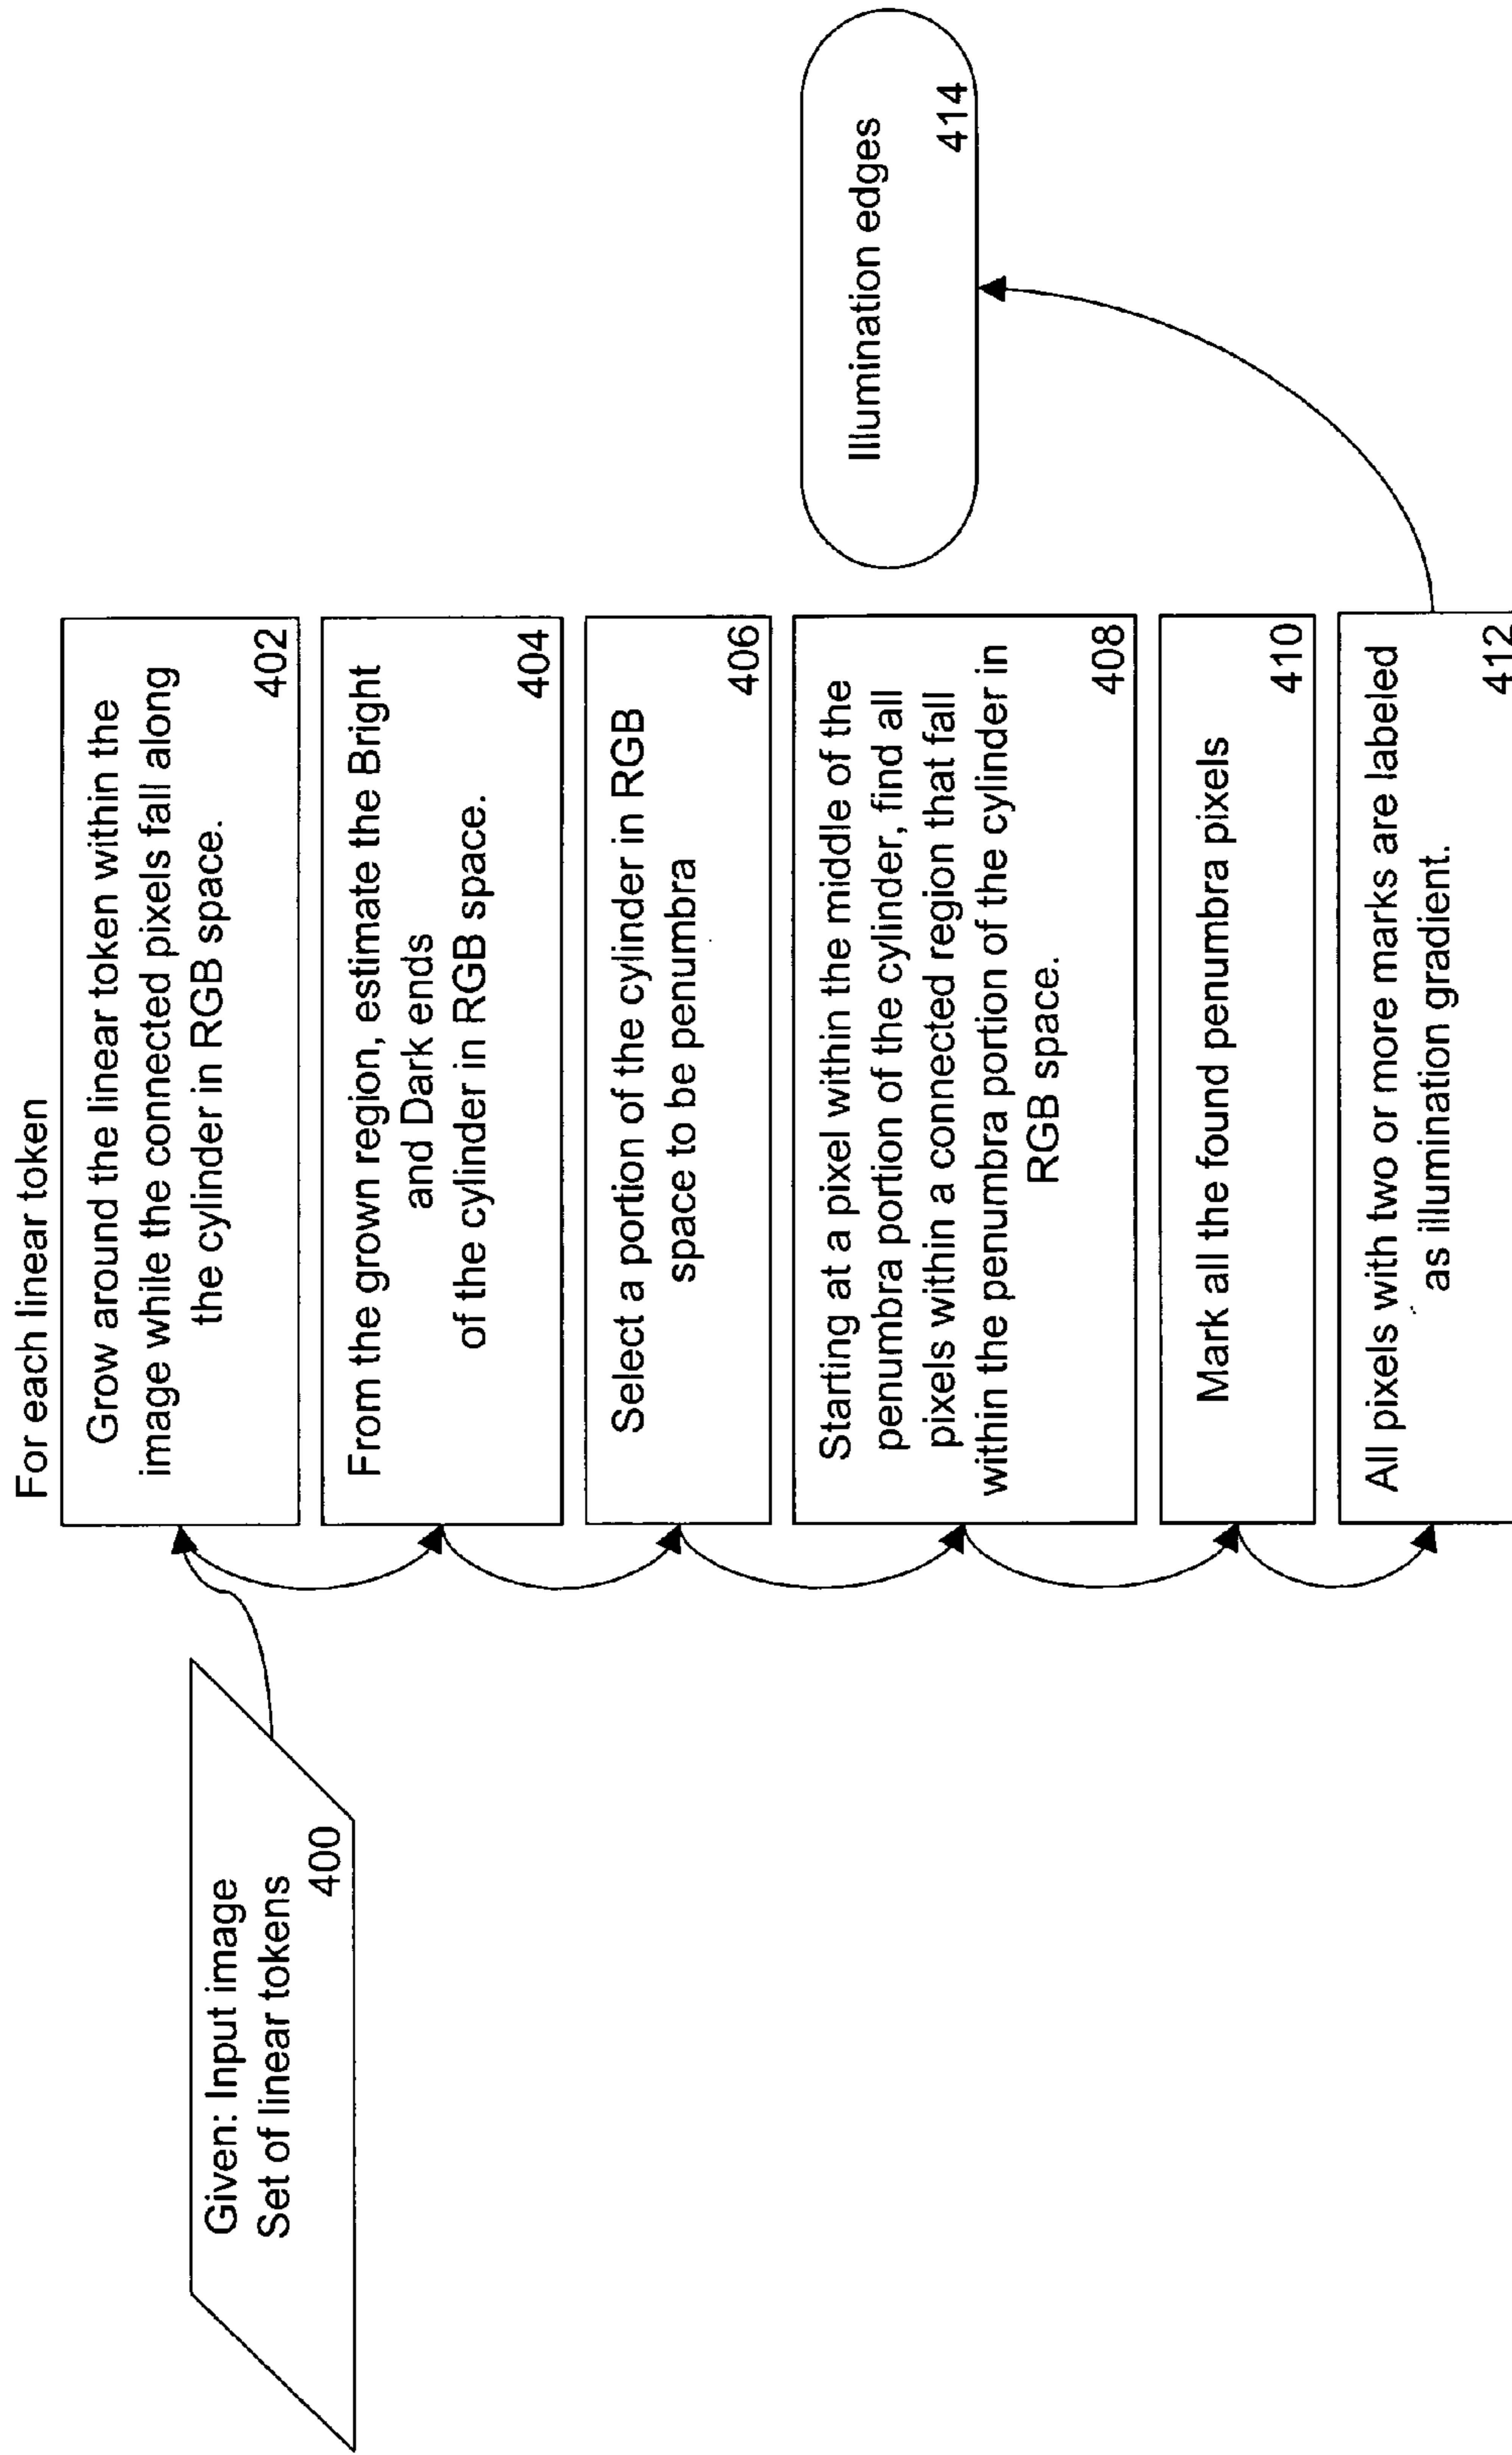 For each linear token
Given: Input image
Set of linear tokens
400
Grow around the linear token within the
image while the connected pixels fall along
the cylinder in RGB space.
402
From the grown region, estimate the Bright
and Dark ends
of the cylinder in RGB space.
404
Select a portion of the cylinder in RGB
space to be penumbra
406
Starting at a pixel within the middle of the
penumbra portion of the cylinder, find all
pixels within a connected region that fall
within the penumbra portion of the cylinder in
RGB space.
408
Mark all the found penumbra pixels
410
All pixels with two or more marks are labeled
as illumination gradient.
412
Illumination edges
414